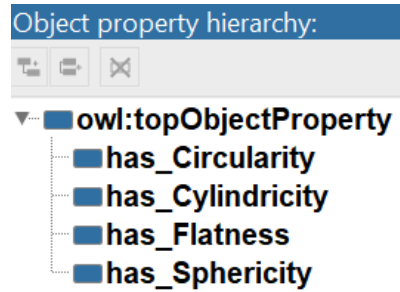 Object property hierarchy:
owl:topObjectProperty
has_Circularity
has_Cylindricity
has_Flatness
has_Sphericity